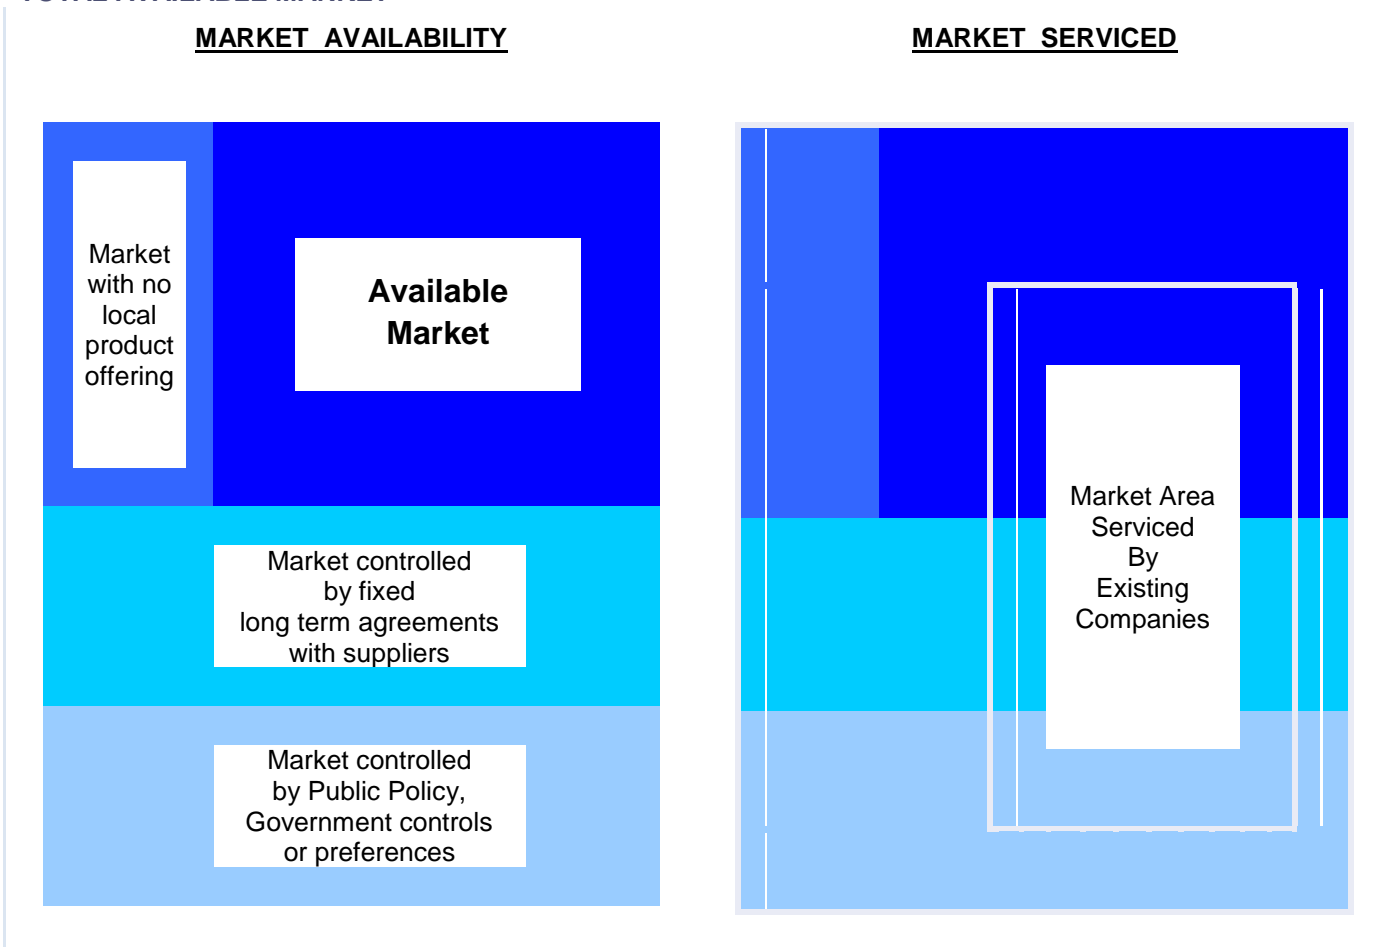 MARKET AVAILABILITY
MARKET SERVICED
Market
with no
local
product
offering
Available
Market
Market controlled
by fixed
long term agreements
with suppliers
Market controlled
by Public Policy,
Government controls
or preferences
Market Area
Serviced
By
Existing
Companies